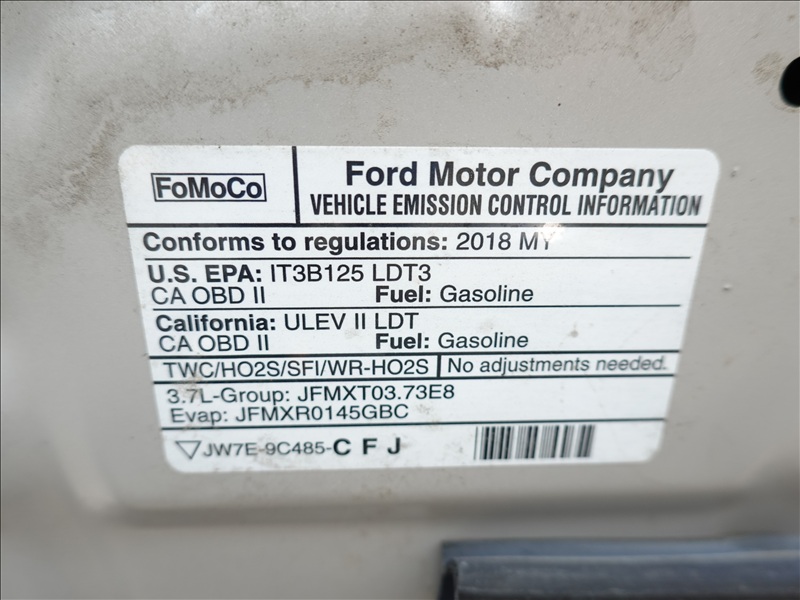 FoMoCo
Ford Motor Company
VEHICLE EMISSION CONTROL INFORMATION
Conforms to regulations: 2018 MY
U.S. EPA: IT3B125 LDT3
CA OBD II Fuel: Gasoline
California: ULEV II LDT
CA OBD II Fuel: Gasoline
TWC/HO2S/SFI/WR-HO2S No adjustments needed.
3.7L-Group: JFMXT03.73E8
Evap: JFMXR0145GBC
JW7E-9C485-C F J